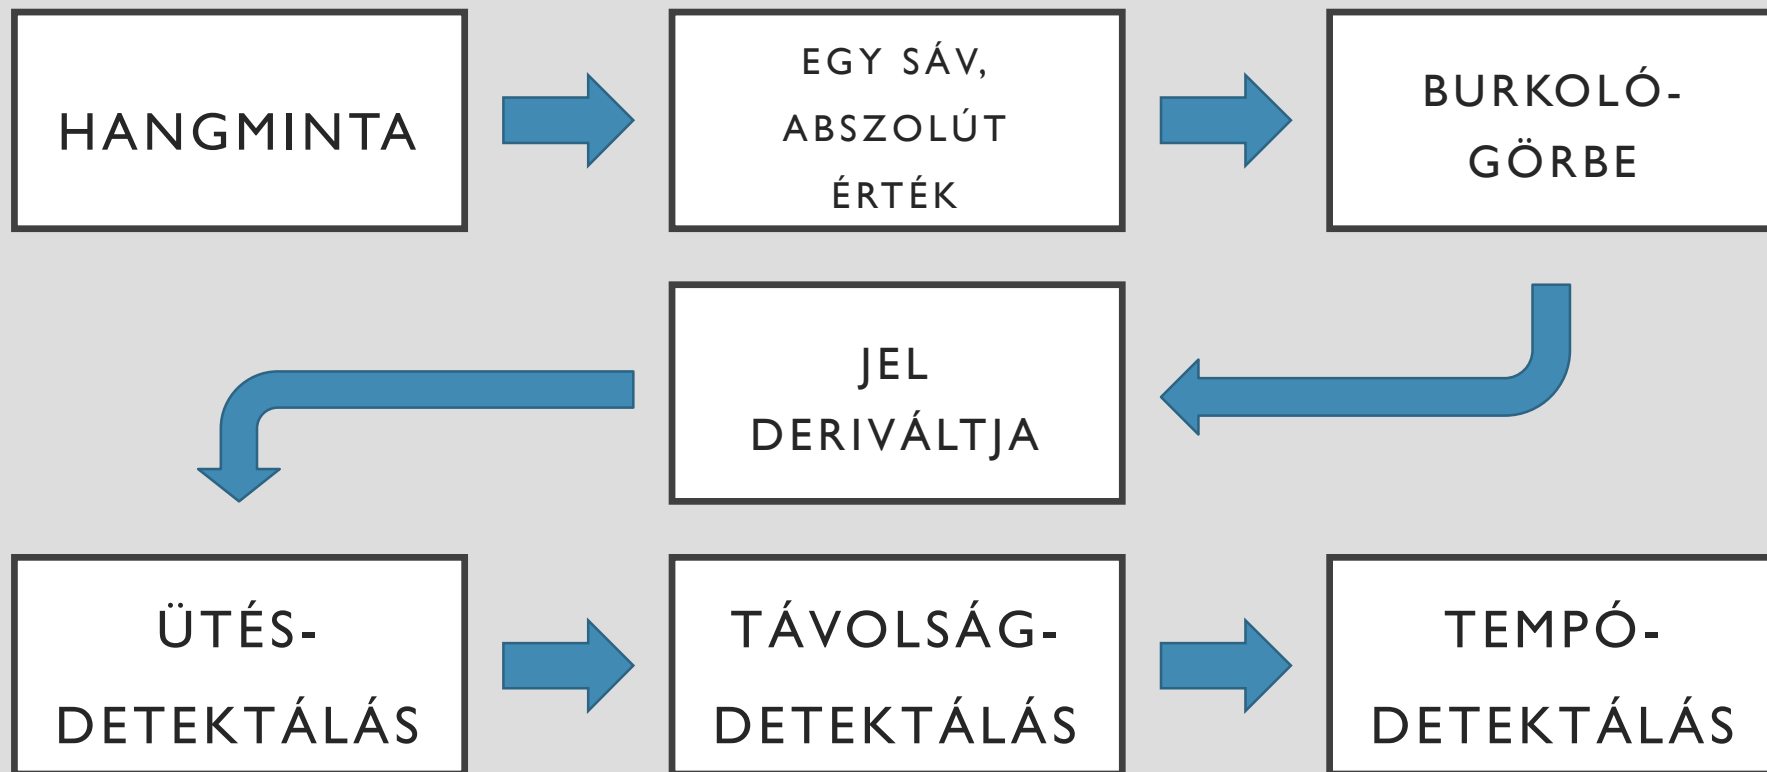 HANGMINTA
EGY SÁV,
ABSZOLÚT
ÉRTÉK
BURKOLÓ-
GÖRBE
JEL
DERIVÁLTJA
ÜTÉS-
DETEKTÁLÁS
TÁVOLSÁG-
DETEKTÁLÁS
TEMPÓ-
DETEKTÁLÁS